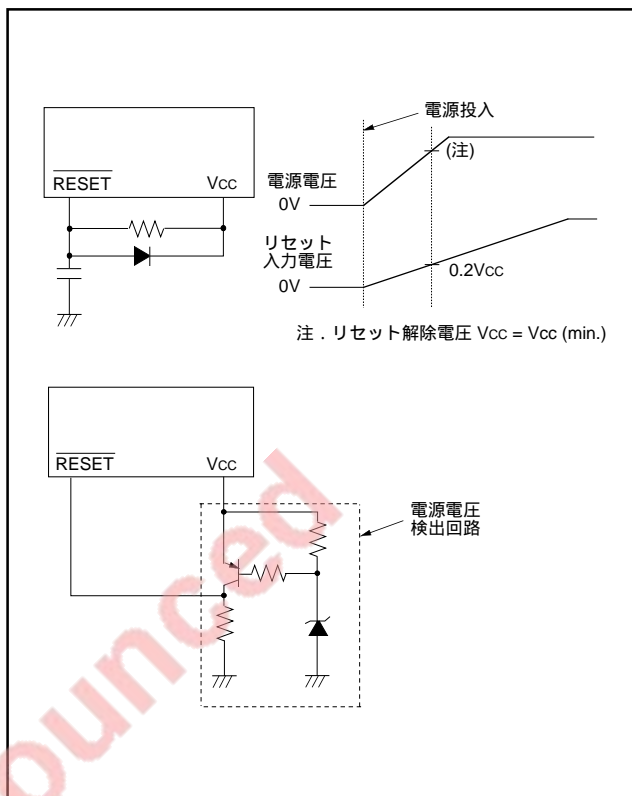 RESET Vcc
電源投入
(注)
電源電圧
0V
リセット
入力電圧
0V
0.2Vcc
注．リセット解除電圧 Vcc = Vcc (min.)
RESET Vcc
電源電圧
検出回路
ounced